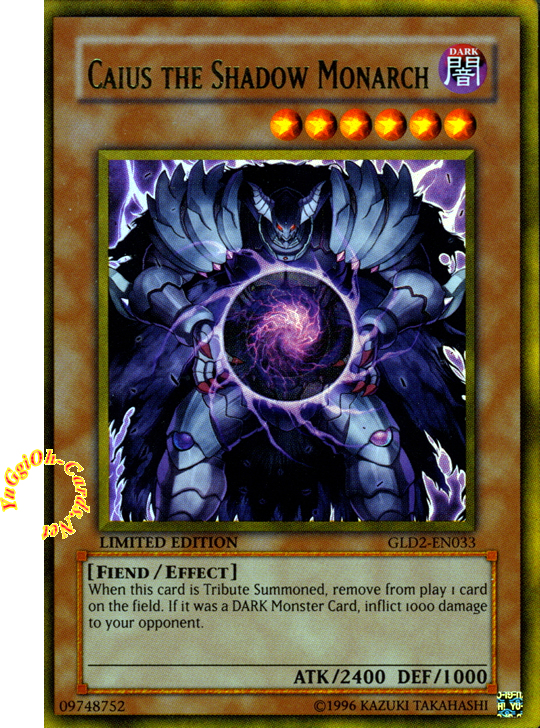 CAIUS THE SHADOW MONARCH
DARK
闇
LIMITED EDITION GLD2-EN033
[FIEND / EFFECT]
When this card is Tribute Summoned, remove from play 1 card
on the field. If it was a DARK Monster Card, inflict 1000 damage
to your opponent.
ATK/2400 DEF/1000
09748752 ©1996 KAZUKI TAKAHASHI
YuGgiOh-Cards.Net